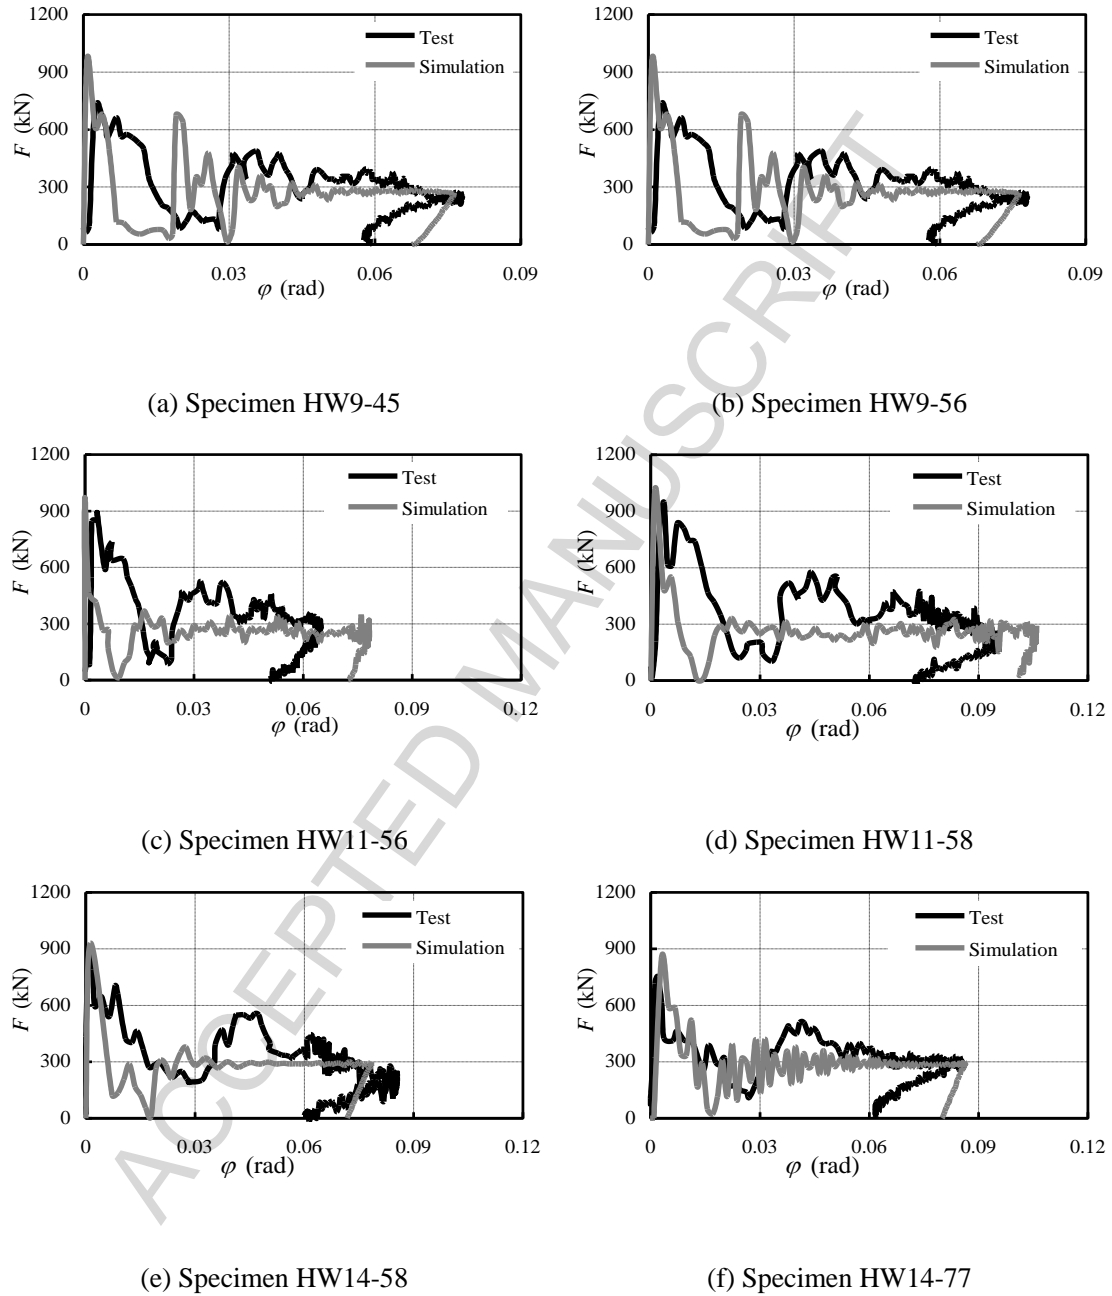 1200
900
600
300
0
F (kN)
Test
Simulation
0
0.03
0.06
0.09
φ (rad)
(a) Specimen HW9-45
1200
900
600
300
0
F (kN)
Test
Simulation
0
0.03
0.06
0.09
φ (rad)
(b) Specimen HW9-56
1200
900
600
300
0
F (kN)
Test
Simulation
0
0.03
0.06
0.09
0.12
φ (rad)
(c) Specimen HW11-56
1200
900
600
300
0
F (kN)
Test
Simulation
0
0.03
0.06
0.09
0.12
φ (rad)
(d) Specimen HW11-58
1200
900
600
300
0
F (kN)
Test
Simulation
0
0.03
0.06
0.09
0.12
φ (rad)
(e) Specimen HW14-58
1200
900
600
300
0
F (kN)
Test
Simulation
0
0.03
0.06
0.09
0.12
φ (rad)
(f) Specimen HW14-77
ACCEPTED MANUSCRIPT